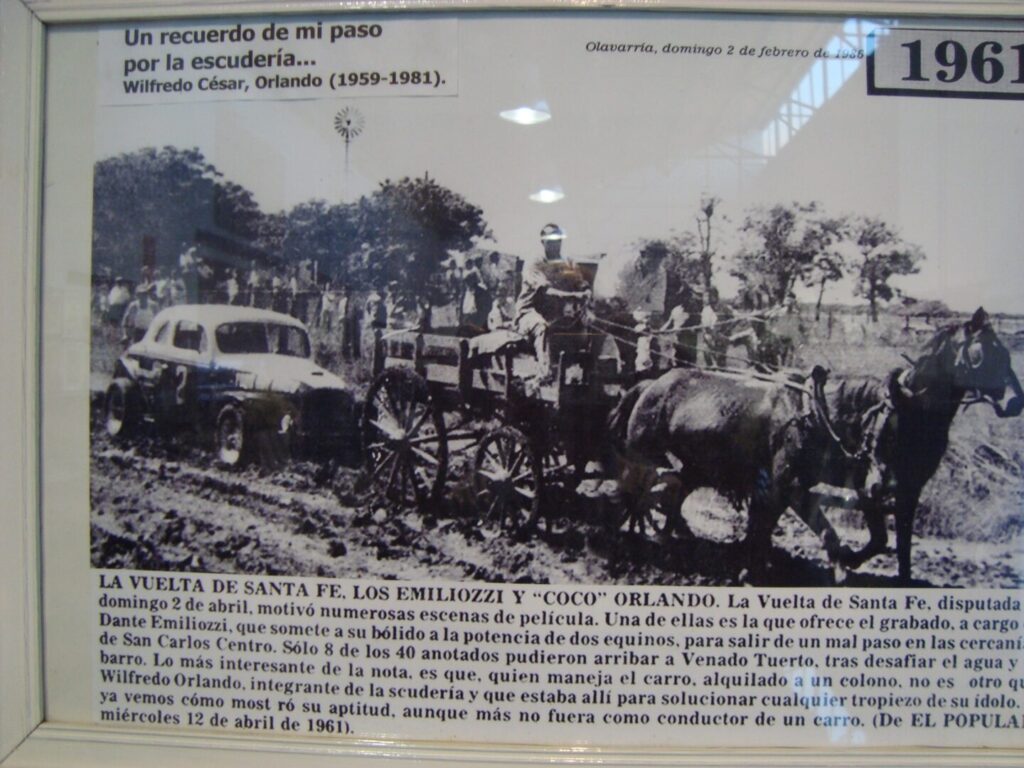 Un recuerdo de mi paso
por la escudería...
Wilfredo César, Orlando (1959-1981).
Olavarría, domingo 2 de febrero de 1986
1961
2
LA VUELTA DE SANTA FE, LOS EMILIOZZI Y “COCO” ORLANDO. La Vuelta de Santa Fe, disputada
domingo 2 de abril, motivó numerosas escenas de película. Una de ellas es la que ofrece el grabado, a cargo
Dante Emiliozzi, que somete a su bólido a la potencia de dos equinos, para salir de un mal paso en las cercaní
de San Carlos Centro. Sólo 8 de los 40 anotados pudieron arribar a Venado Tuerto, tras desafiar el agua y
barro. Lo más interesante de la nota, es que, quien maneja el carro, alquilado a un colono, no es otro qu
Wilfredo Orlando, integrante de la scudería y que estaba allí para solucionar cualquier tropiezo de su ídolo.
ya vemos cómo most ró su aptitud, aunque más no fuera como conductor de un carro. (De EL POPULA
miércoles 12 de abril de 1961).